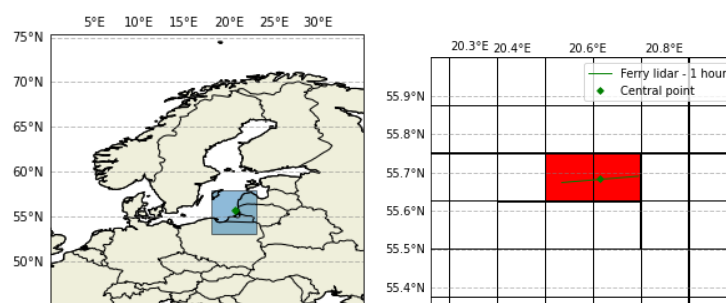 5°E 10°E 15°E 20°E 25°E 30°E
75°N
70°N
65°N
60°N
55°N
50°N
20.3°E 20.4°E 20.6°E 20.8°E
Ferry lidar - 1 hour
Central point
55.9°N
55.8°N
55.7°N
55.6°N
55.5°N
55.4°N